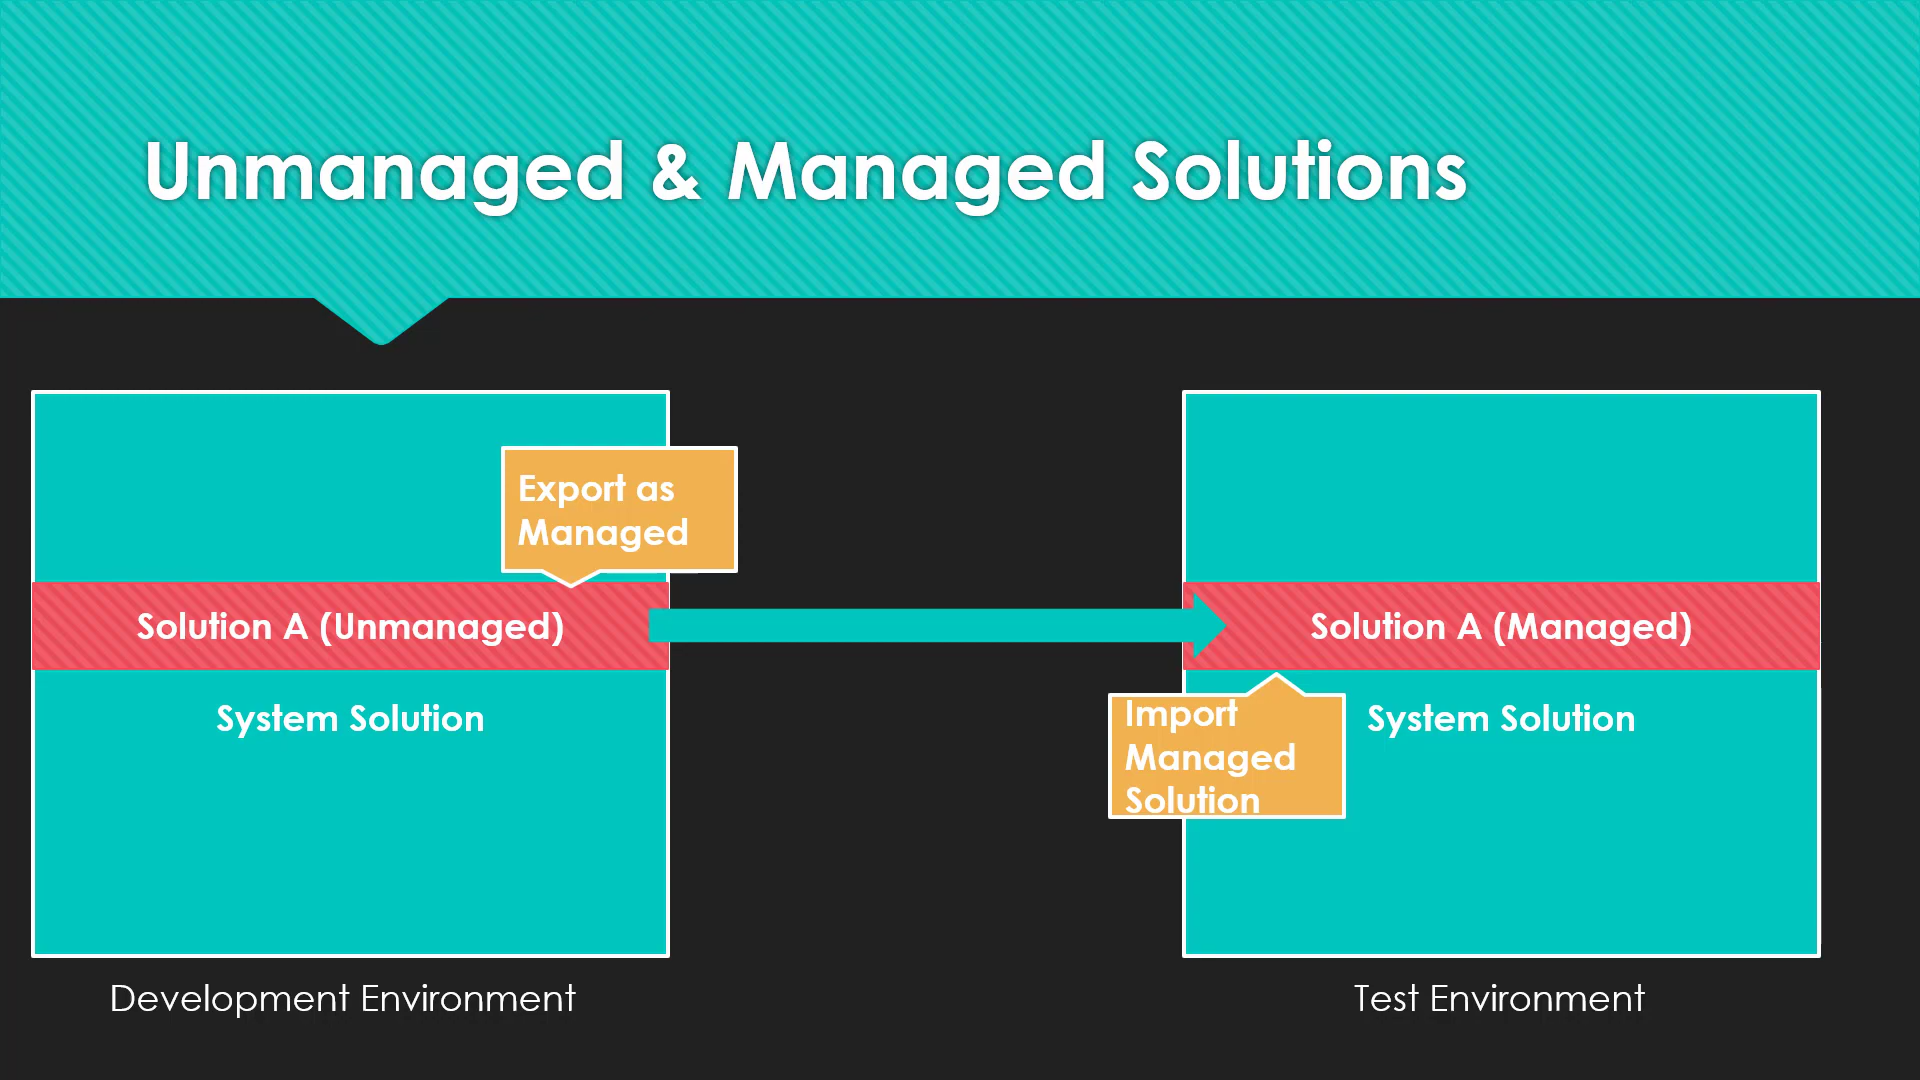 Unmanaged & Managed Solutions
Export as
Managed
Solution A (Unmanaged)
System Solution
Development Environment
Solution A (Managed)
Import
Managed
Solution
System Solution
Test Environment